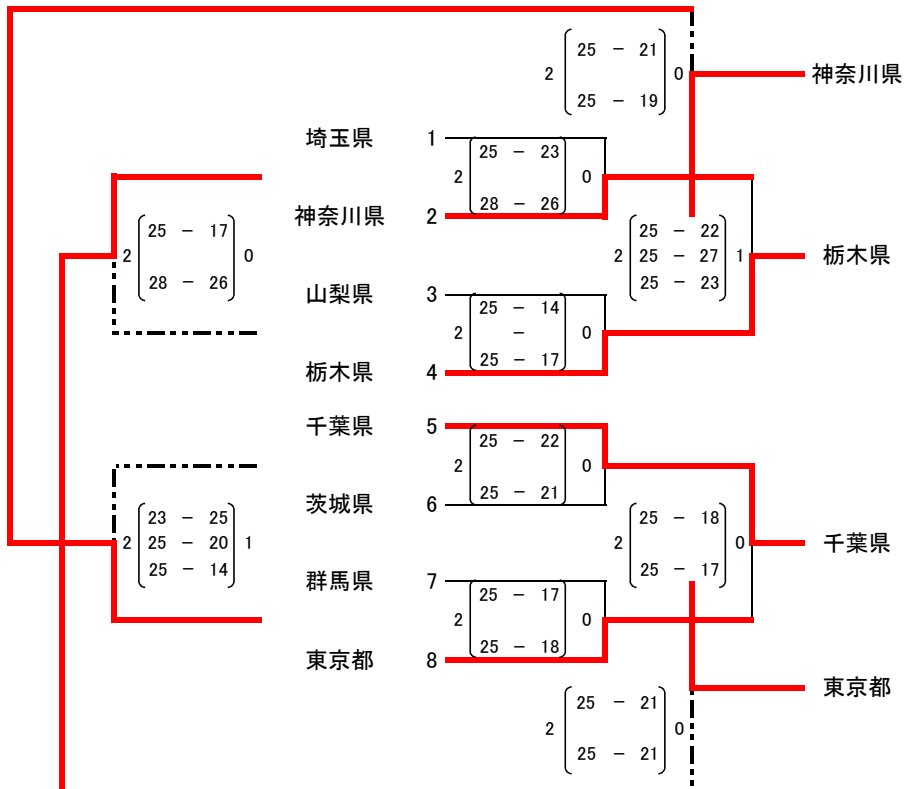 25 － 21
2 0
25 － 19
神奈川県
埼玉県 1
25 － 23
2 0
28 － 26
神奈川県 2
25 － 17
2 0
28 － 26
25 － 22
2 25 － 27 1
25 － 23
栃木県
山梨県 3
25 － 14
2 － 0
25 － 17
栃木県 4
千葉県 5
25 － 22
2 0
25 － 21
茨城県 6
23 － 25
2 25 － 20 1
25 － 14
25 － 18
2 0
25 － 17
千葉県
群馬県 7
25 － 17
2 0
25 － 18
東京都 8
東京都
25 － 21
2 0
25 － 21